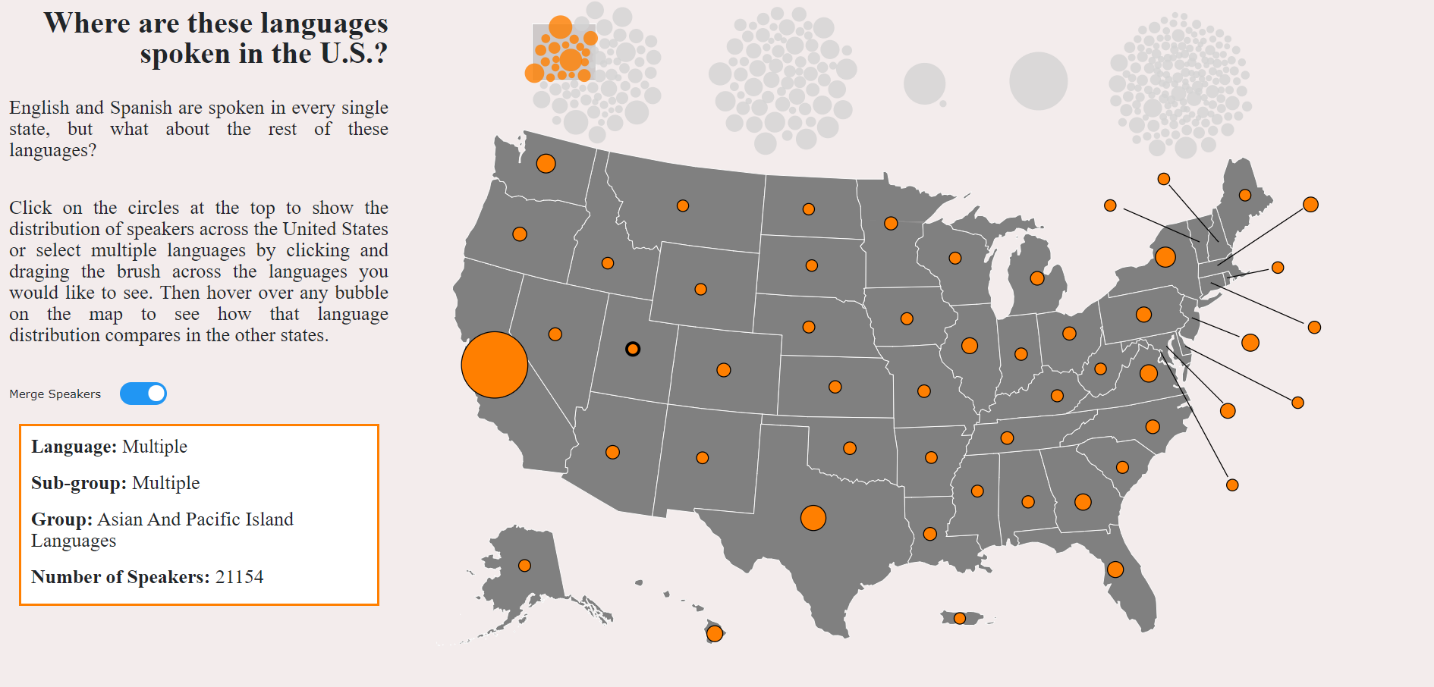 Where are these languages
spoken in the U.S.?
English and Spanish are spoken in every single
state, but what about the rest of these
languages?
Click on the circles at the top to show the
distribution of speakers across the United States
or select multiple languages by clicking and
draging the brush across the languages you
would like to see. Then hover over any bubble
on the map to see how that language
distribution compares in the other states.
Merge Speakers
Language: Multiple
Sub-group: Multiple
Group: Asian And Pacific Island
Languages
Number of Speakers: 21154